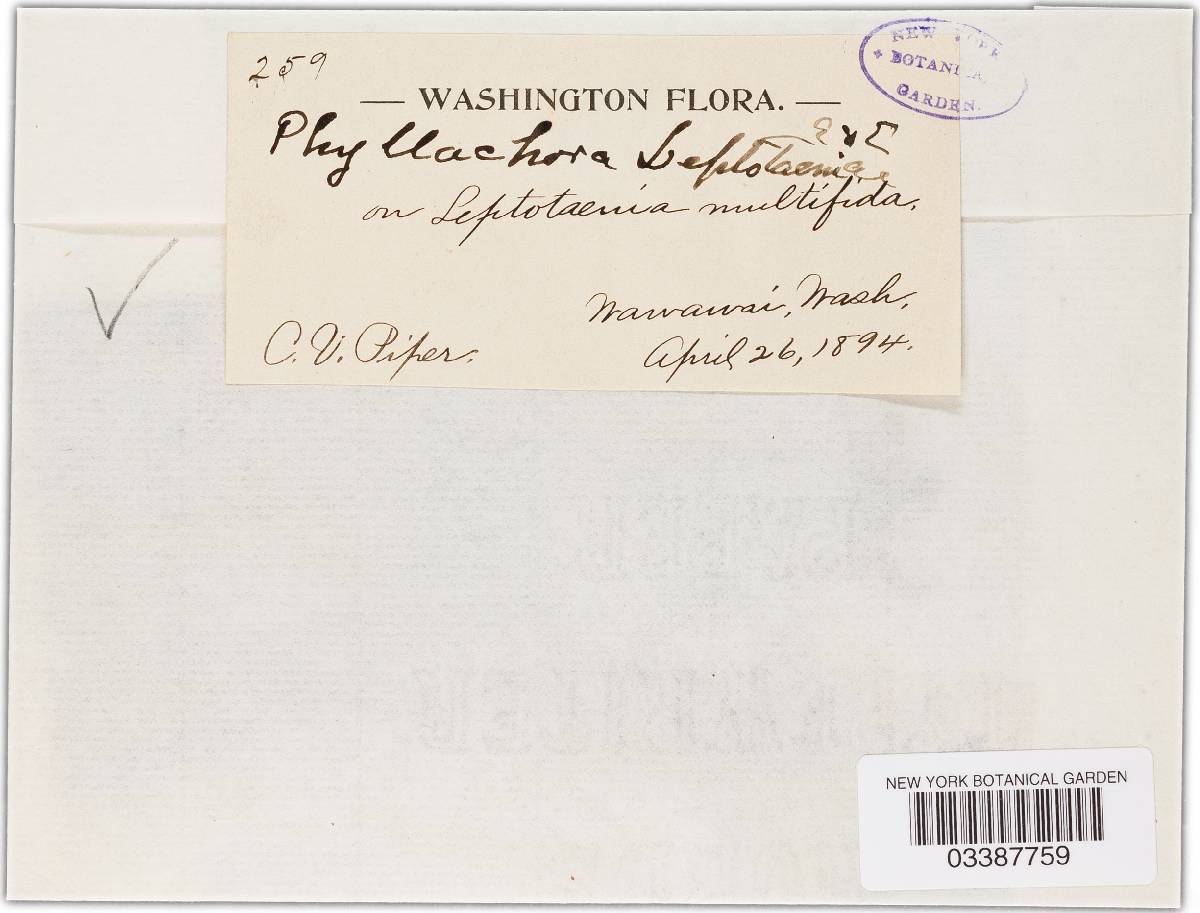 259
NEW YORK
* BOTANICAL
GARDEN.
— WASHINGTON FLORA. —
Phyllachora Leptotaeniae E & E
on Leptotaenia multifida.
Wawawai, Wash,
C. V. Piper.
April 26, 1894.
NEW YORK BOTANICAL GARDEN
03387759